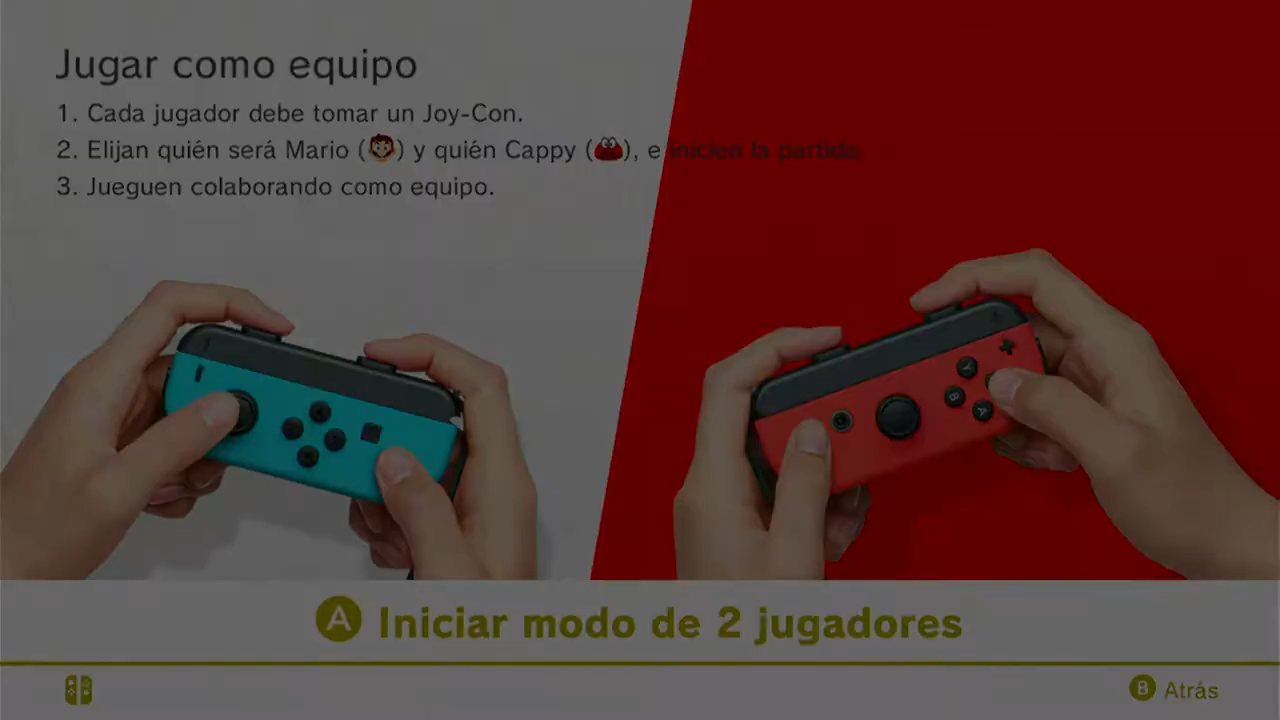 Jugar como equipo
1. Cada jugador debe tomar un Joy-Con.
2. Elijan quién será Mario () y quién Cappy (), e inicien la partida.
3. Jueguen colaborando como equipo.
Y
B
A
A Iniciar modo de 2 jugadores
B Atrás